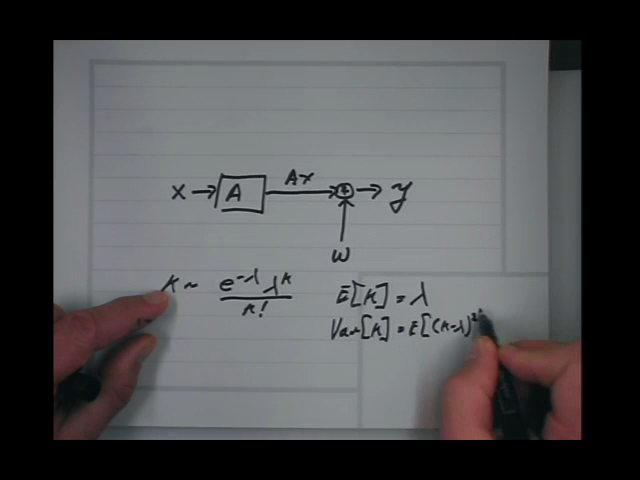 x → A Ax + → y
w
K ~ e^{-λ} λ^K / K!
E[K] = λ
Var[K] = E[(K-λ)^2